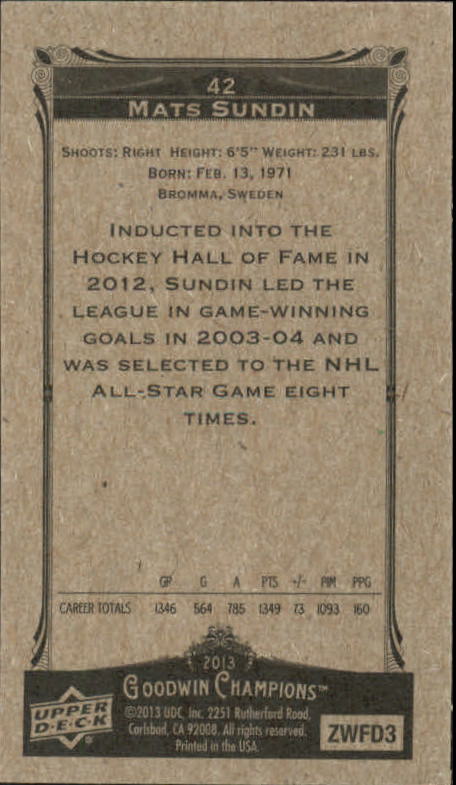 42
MATS SUNDIN
SHOOTS: RIGHT HEIGHT: 6'5" WEIGHT: 231 LBS.
BORN: FEB. 13, 1971
BROMMA, SWEDEN
INDUCTED INTO THE
HOCKEY HALL OF FAME IN
2012, SUNDIN LED THE
LEAGUE IN GAME-WINNING
GOALS IN 2003-04 AND
WAS SELECTED TO THE NHL
ALL-STAR GAME EIGHT
TIMES.
GP G A PTS +/- PIM PPG
CAREER TOTALS 1346 564 785 1349 73 1093 160
2013
GOODWIN CHAMPIONS™
UPPER
D·E·C·K
©2013 UDC, Inc. 2251 Rutherford Road,
Carlsbad, CA 92008. All rights reserved.
Printed in the USA.
ZWFD3